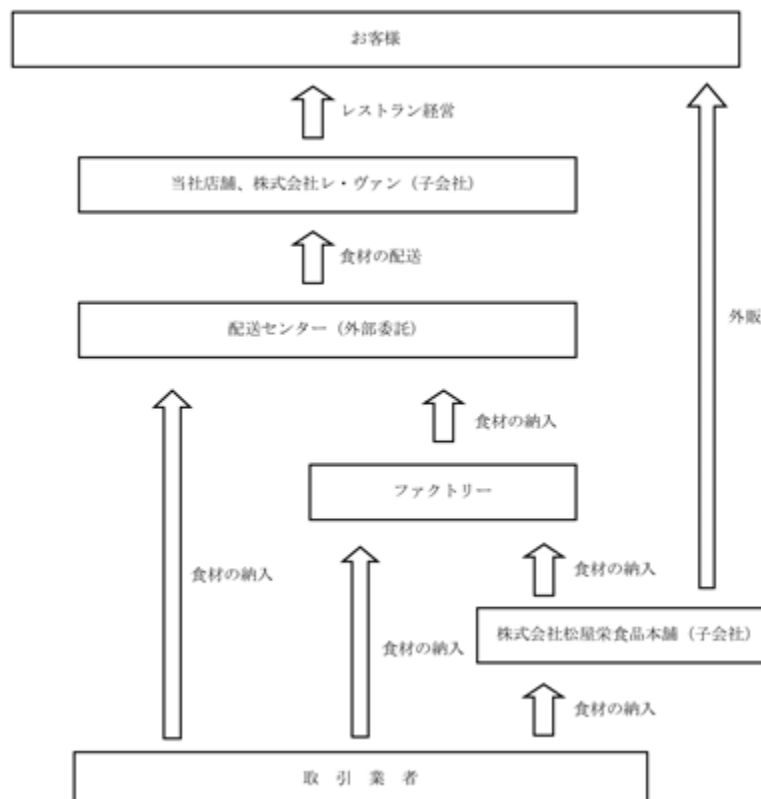 お客様
レストラン経営
当社店舗、株式会社レ・ヴァン（子会社）
食材の配送
配送センター（外部委託）
外販
食材の納入
ファクトリー
食材の納入
食材の納入
株式会社松屋栄食品本舗（子会社）
食材の納入
食材の納入
取 引 業 者